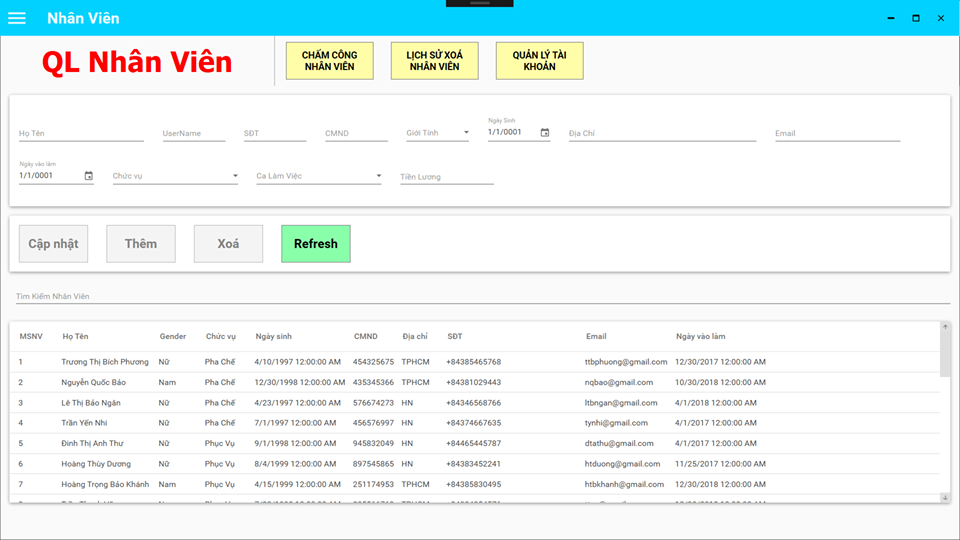 Nhân Viên
QL Nhân Viên
CHẤM CÔNG
NHÂN VIÊN
LỊCH SỬ XOÁ
NHÂN VIÊN
QUẢN LÝ TÀI
KHOẢN
Họ Tên UserName SĐT CMND Giới Tính Ngày Sinh 1/1/0001 Địa Chỉ Email
Ngày vào làm
1/1/0001 Chức vụ Ca Làm Việc Tiền Lương
Cập nhật Thêm Xoá Refresh
Tìm Kiếm Nhân Viên
MSNV Họ Tên Gender Chức vụ Ngày sinh CMND Địa chỉ SĐT Email Ngày vào làm
1 Trương Thị Bích Phương Nữ Pha Chế 4/10/1997 12:00:00 AM 454325675 TPHCM +84385465768 ttbphuong@gmail.com 12/30/2017 12:00:00 AM
2 Nguyễn Quốc Bảo Nam Pha Chế 12/30/1998 12:00:00 AM 435345366 TPHCM +84381029443 nqbao@gmail.com 10/30/2018 12:00:00 AM
3 Lê Thị Bảo Ngân Nữ Pha Chế 4/23/1997 12:00:00 AM 576674273 HN +84346568766 ltbngan@gmail.com 4/1/2018 12:00:00 AM
4 Trần Yến Nhi Nữ Pha Chế 7/1/1997 12:00:00 AM 456576997 HN +84374667635 tynhi@gmail.com 4/1/2017 12:00:00 AM
5 Đinh Thị Anh Thư Nữ Phục Vụ 9/1/1998 12:00:00 AM 945832049 HN +84465445787 dtathu@gmail.com 4/1/2017 12:00:00 AM
6 Hoàng Thùy Dương Nữ Phục Vụ 8/4/1999 12:00:00 AM 897545865 HN +84383452241 htduong@gmail.com 11/25/2017 12:00:00 AM
7 Hoàng Trọng Bảo Khánh Nam Phục Vụ 4/15/1999 12:00:00 AM 251174953 TPHCM +84385830495 htbkhanh@gmail.com 12/30/2018 12:00:00 AM